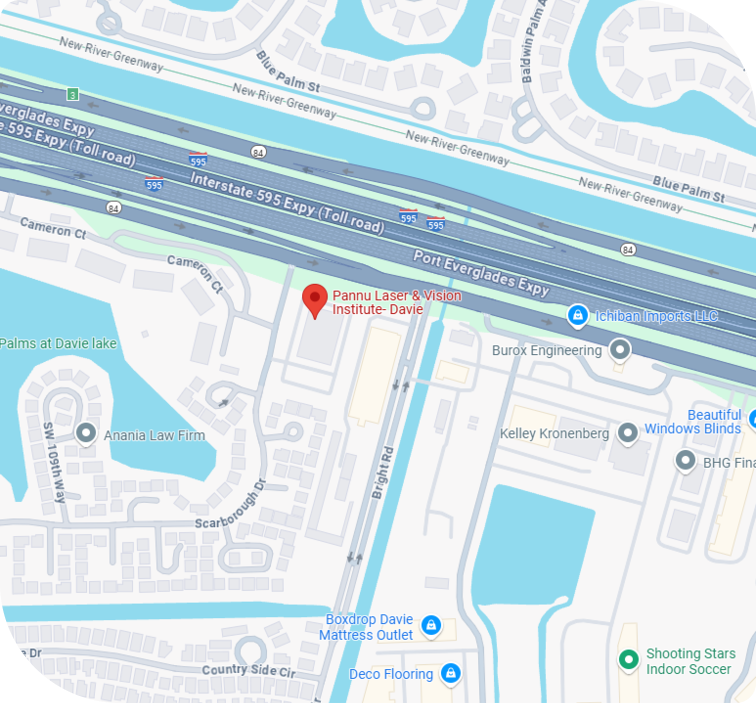 New River Greenway
Blue Palm St
New River Greenway
Baldwin Palm A
3
New River Greenway
verglades Expy
e 595 Expy (Toll road)
595
84
595
New River Greenway
Blue Palm St
Interstate 595 Expy (Toll road)
84
595
595
84
Cameron Ct
Cameron Ct
Port Everglades Expy
Pannu Laser & Vision
Institute- Davie
Ichiban Imports LLC
Palms at Davie lake
Burox Engineering
Beautiful
Windows Blinds
Anania Law Firm
Kelley Kronenberg
BHG Fina
SW 109th Way
Bright Rd
Scarborough Dr
Boxdrop Davie
Mattress Outlet
Shooting Stars
Indoor Soccer
e Dr
Country Side Cir
Deco Flooring
r